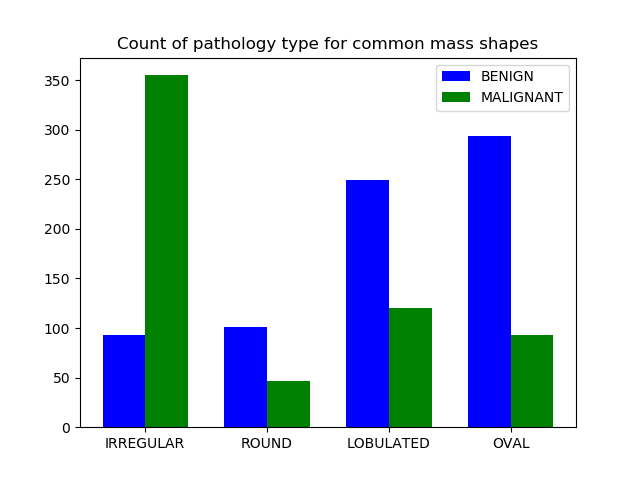 Count of pathology type for common mass shapes
BENIGN
MALIGNANT
350
300
250
200
150
100
50
0
IRREGULAR
ROUND
LOBULATED
OVAL